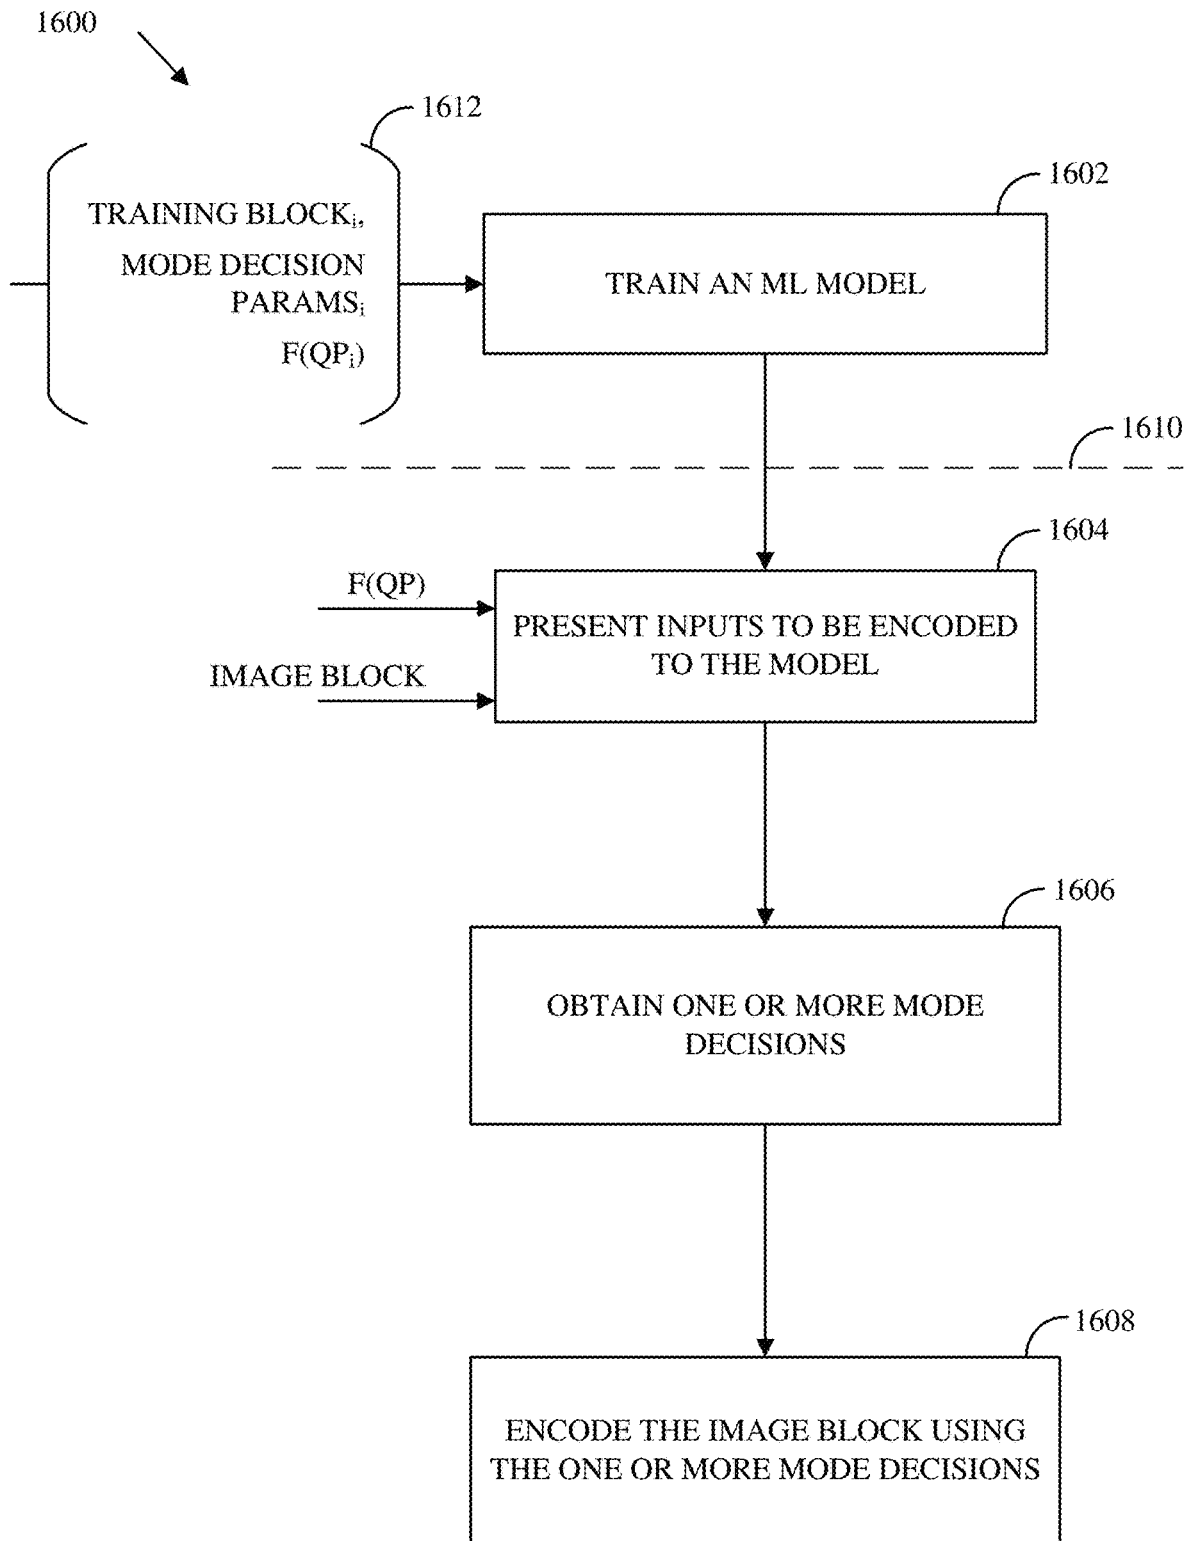 1600
1612
TRAINING BLOCKᵢ,
MODE DECISION
PARAMSᵢ
F(QPᵢ)
1602
TRAIN AN ML MODEL
1610
1604
F(QP)
IMAGE BLOCK
PRESENT INPUTS TO BE ENCODED
TO THE MODEL
1606
OBTAIN ONE OR MORE MODE
DECISIONS
1608
ENCODE THE IMAGE BLOCK USING
THE ONE OR MORE MODE DECISIONS